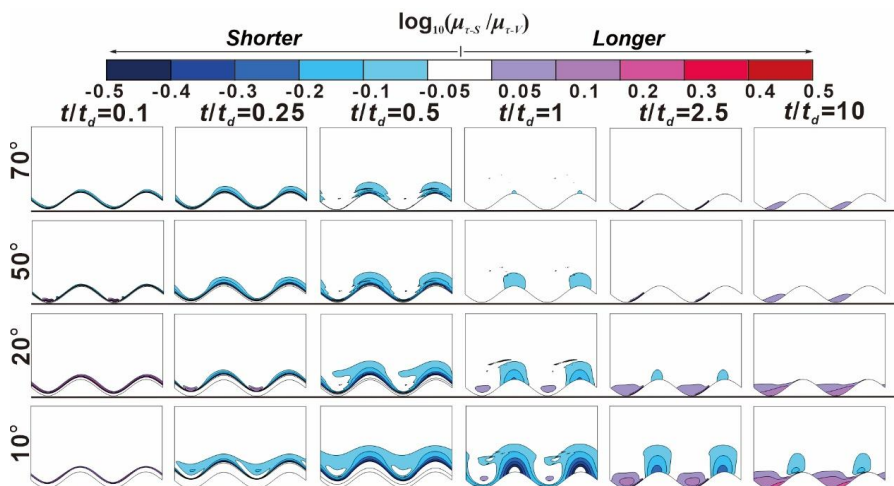 log₁₀(μτ-S/μτ-V)
Shorter Longer
-0.5 -0.4 -0.3 -0.2 -0.1 -0.05 0.05 0.1 0.2 0.3 0.4 0.5
t/td=0.1 t/td=0.25 t/td=0.5 t/td=1 t/td=2.5 t/td=10
70°
50°
20°
10°